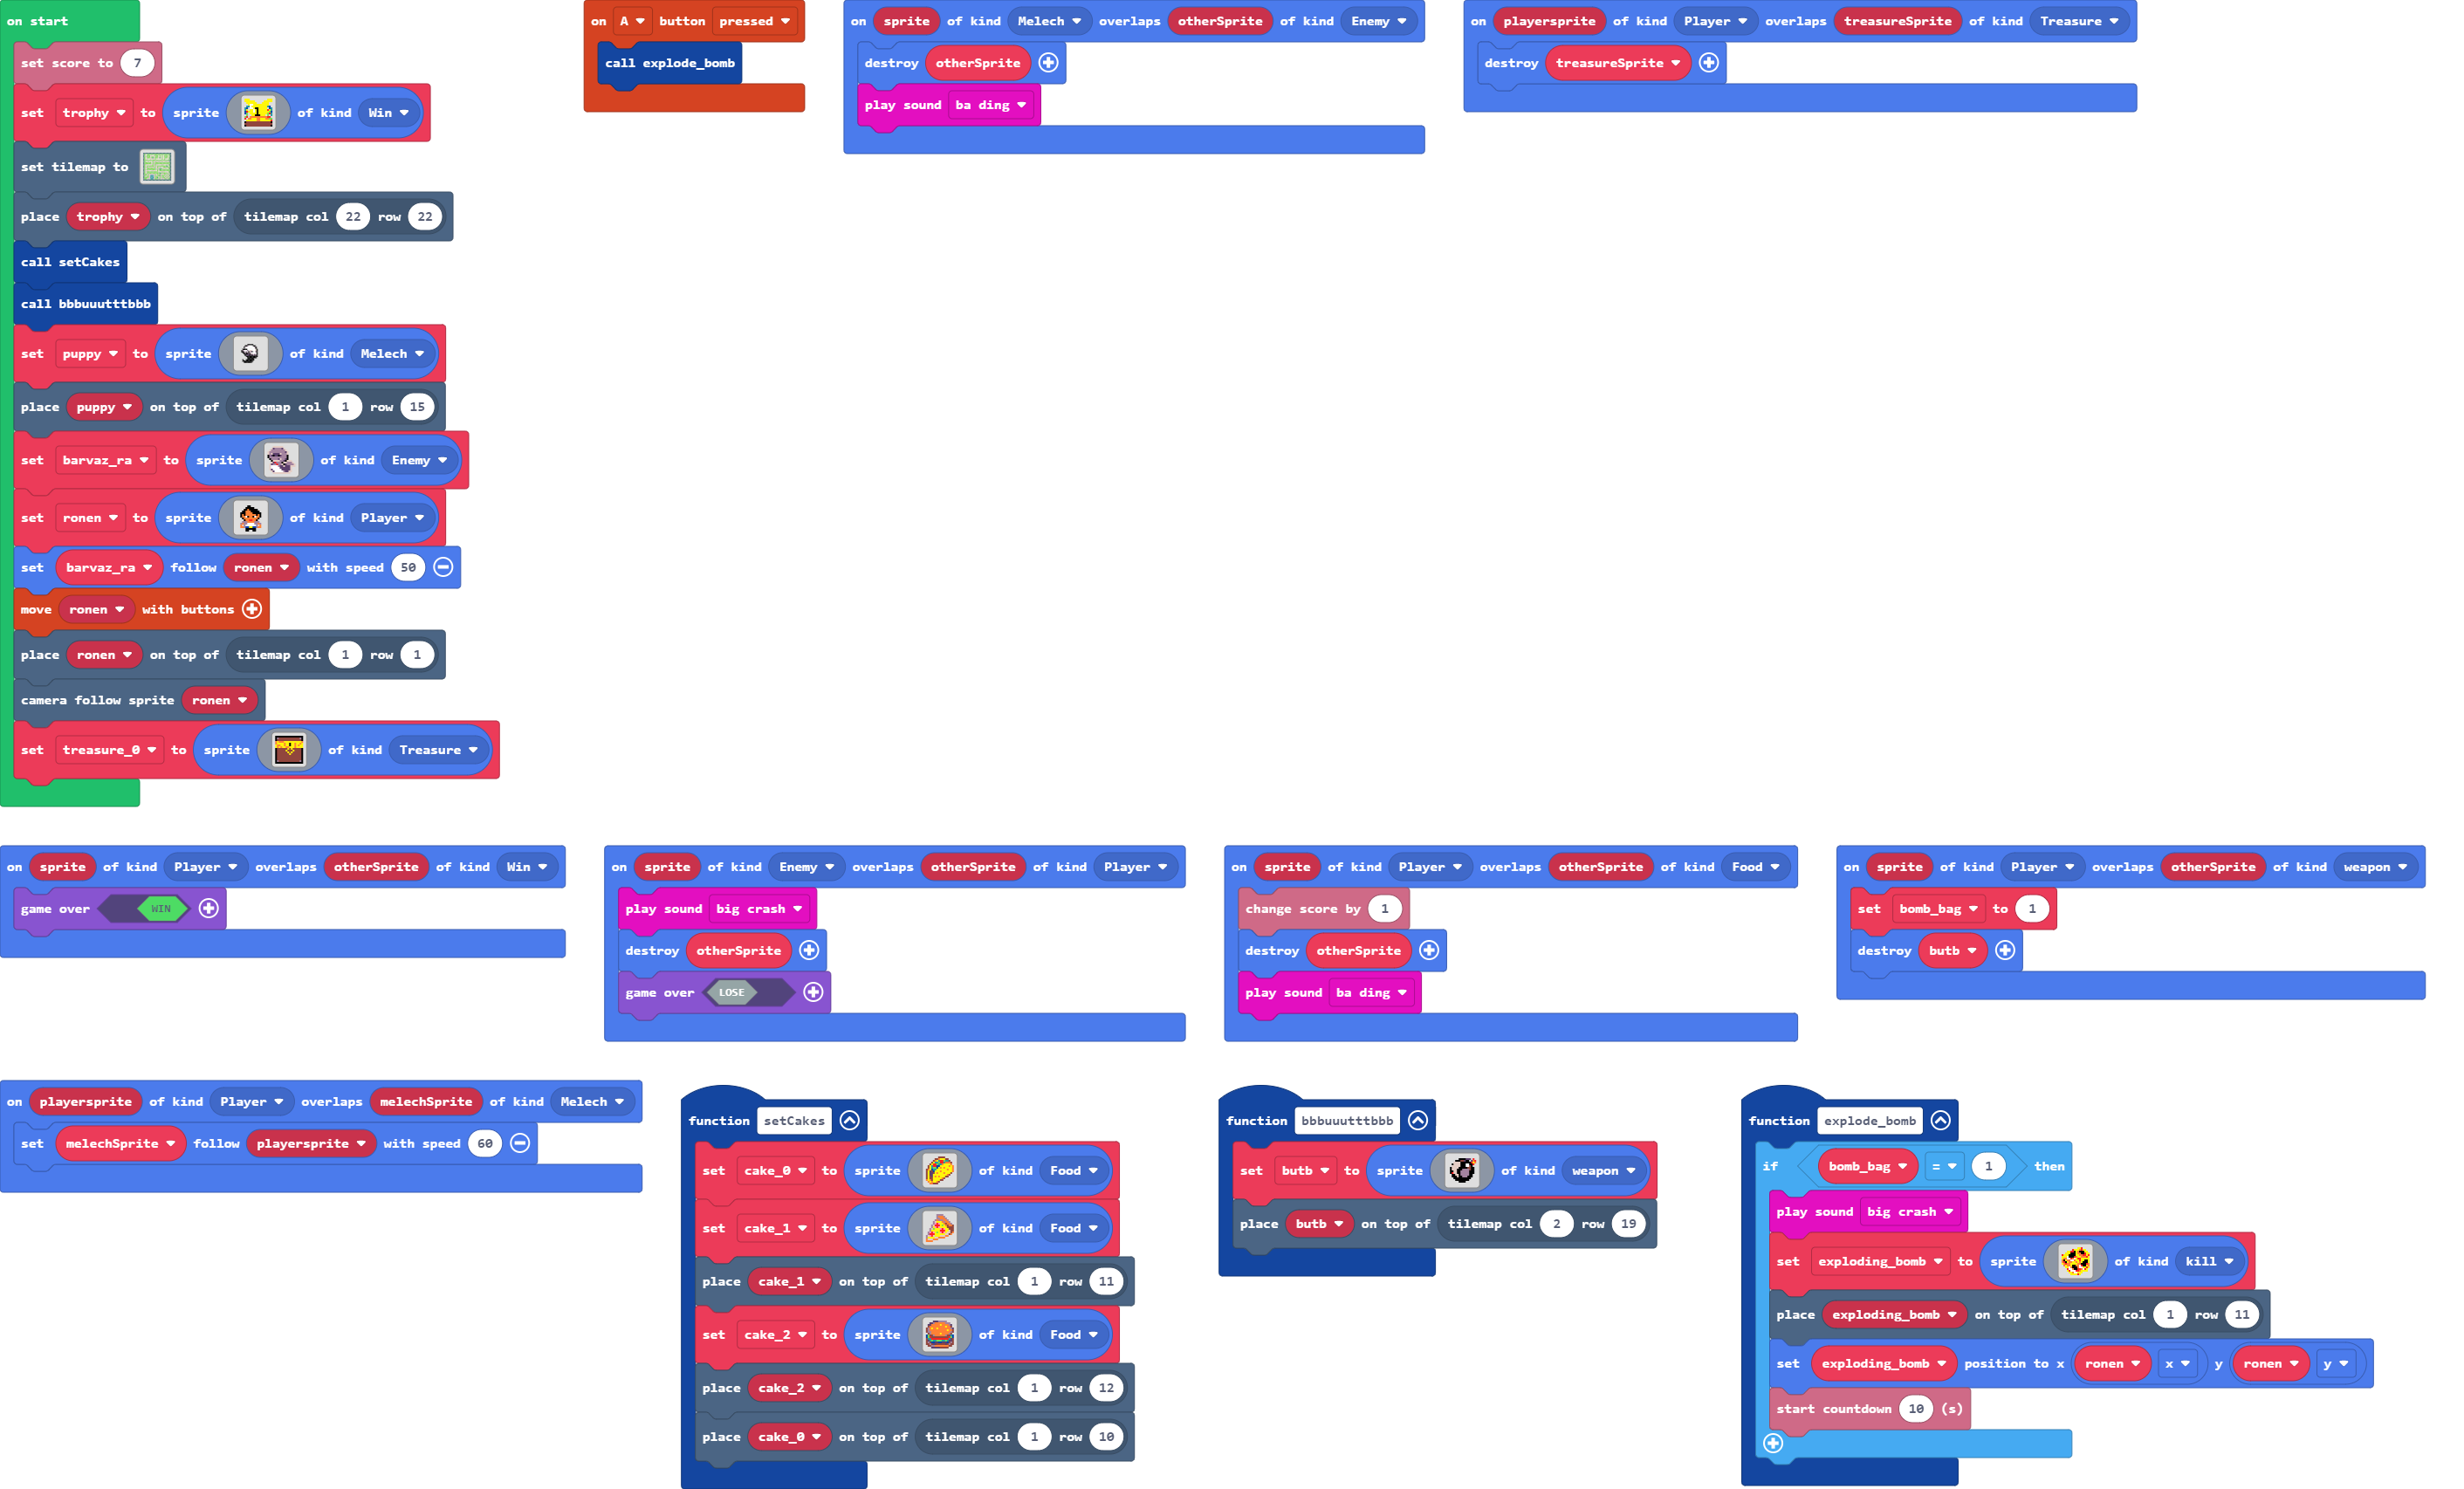 on start
set score to 7
set trophy to sprite 1 of kind Win
set tilemap to
place trophy on top of tilemap col 22 row 22
call setCakes
call bbbuuutttbbb
set puppy to sprite of kind Melech
place puppy on top of tilemap col 1 row 15
set barvaz_ra to sprite of kind Enemy
set ronen to sprite of kind Player
set barvaz_ra follow ronen with speed 50
move ronen with buttons
place ronen on top of tilemap col 1 row 1
camera follow sprite ronen
set treasure_0 to sprite of kind Treasure
on A button pressed
call explode_bomb
on sprite of kind Melech overlaps otherSprite of kind Enemy
destroy otherSprite
play sound ba ding
on playersprite of kind Player overlaps treasureSprite of kind Treasure
destroy treasureSprite
on sprite of kind Player overlaps otherSprite of kind Win
game over WIN
on sprite of kind Enemy overlaps otherSprite of kind Player
play sound big crash
destroy otherSprite
game over LOSE
on sprite of kind Player overlaps otherSprite of kind Food
change score by 1
destroy otherSprite
play sound ba ding
on sprite of kind Player overlaps otherSprite of kind weapon
set bomb_bag to 1
destroy butb
on playersprite of kind Player overlaps melechSprite of kind Melech
set melechSprite follow playersprite with speed 60
function setCakes
set cake_0 to sprite of kind Food
set cake_1 to sprite of kind Food
place cake_1 on top of tilemap col 1 row 11
set cake_2 to sprite of kind Food
place cake_2 on top of tilemap col 1 row 12
place cake_0 on top of tilemap col 1 row 10
function bbbuuutttbbb
set butb to sprite of kind weapon
place butb on top of tilemap col 2 row 19
function explode_bomb
if bomb_bag = 1 then
play sound big crash
set exploding_bomb to sprite of kind kill
place exploding_bomb on top of tilemap col 1 row 11
set exploding_bomb position to x ronen x y ronen y
start countdown 10 (s)